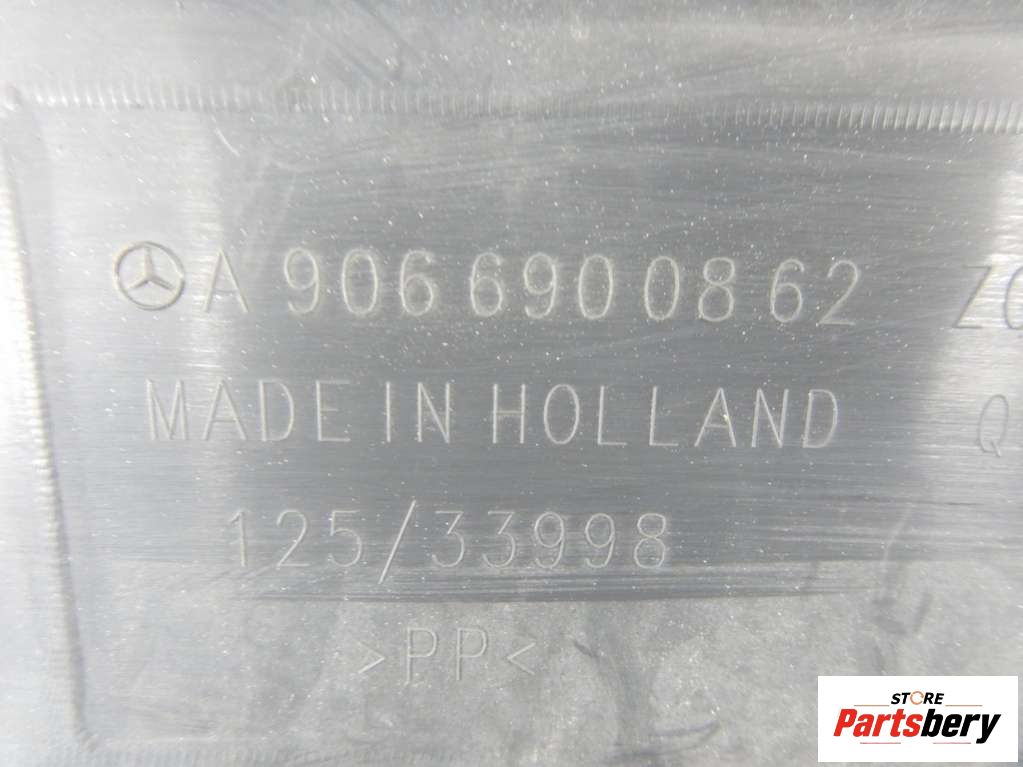 A 906 690 08 62
MADE IN HOLLAND
Q
125/33998
>PP<
STORE
Partsbery